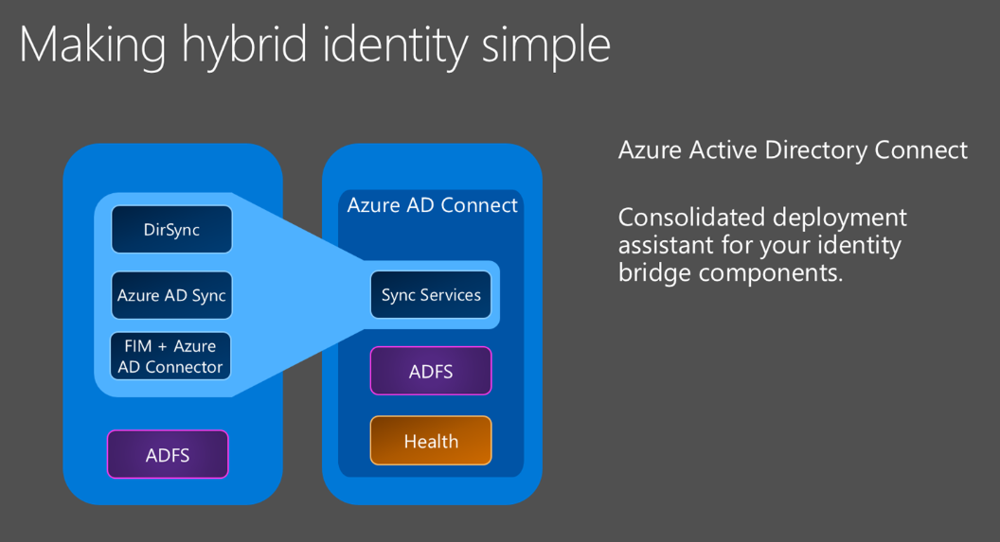 Making hybrid identity simple
DirSync
Azure AD Sync
FIM + Azure
AD Connector
ADFS
Azure AD Connect
Sync Services
ADFS
Health
Azure Active Directory Connect
Consolidated deployment
assistant for your identity
bridge components.